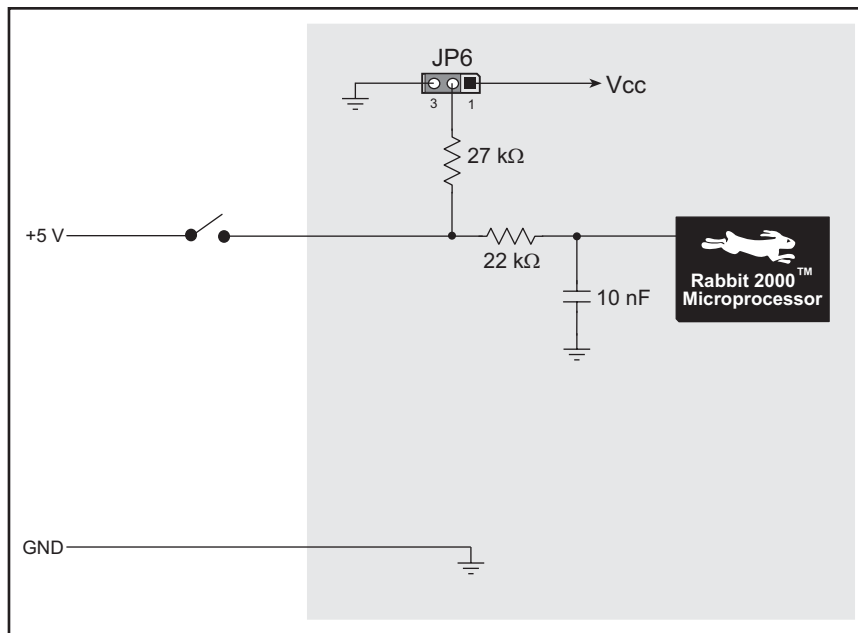 JP6
3 1
Vcc
27 kΩ
+5 V
22 kΩ
10 nF
Rabbit 2000™
Microprocessor
GND